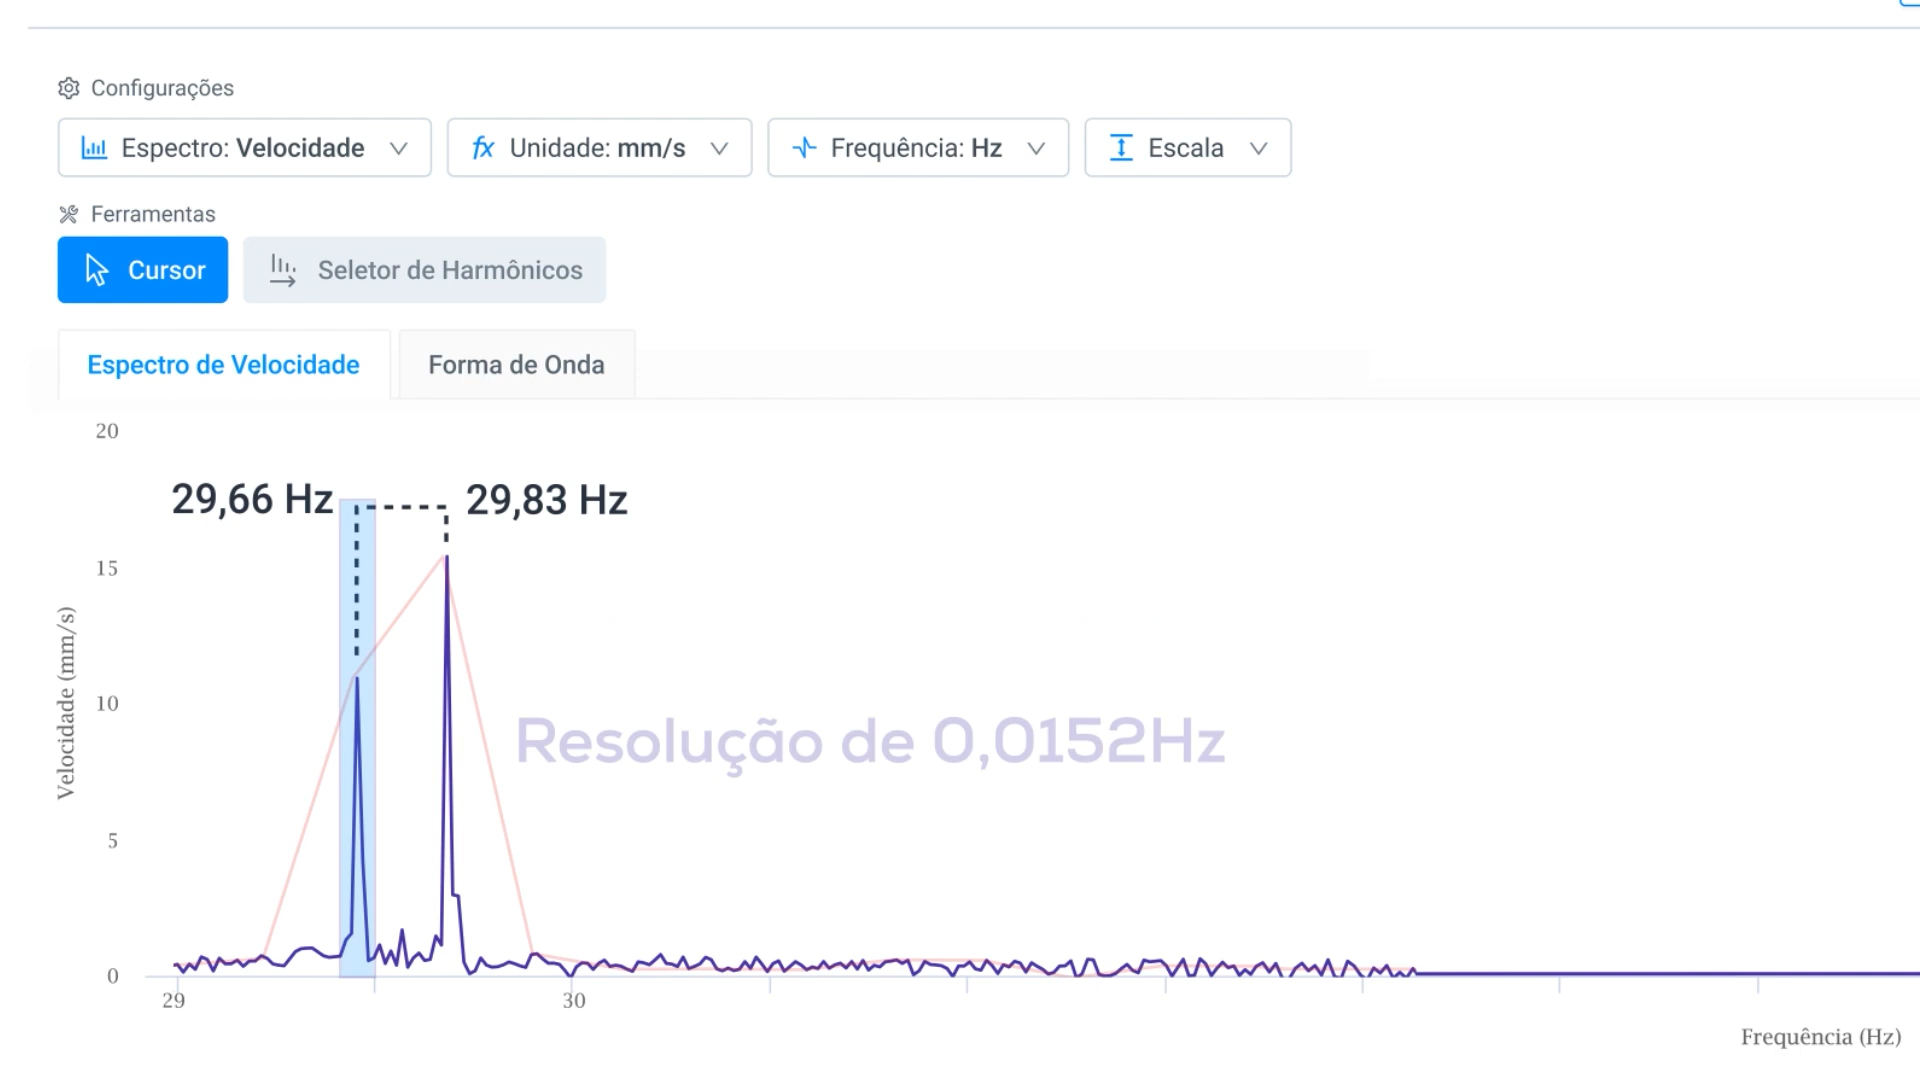 Configurações
Espectro: Velocidade
fx Unidade: mm/s
Frequência: Hz
Escala
Ferramentas
Cursor
Seletor de Harmônicos
Espectro de Velocidade
Forma de Onda
20
29,66 Hz
29,83 Hz
15
Velocidade (mm/s)
10
Resolução de 0,0152Hz
5
0
29
30
Frequência (Hz)